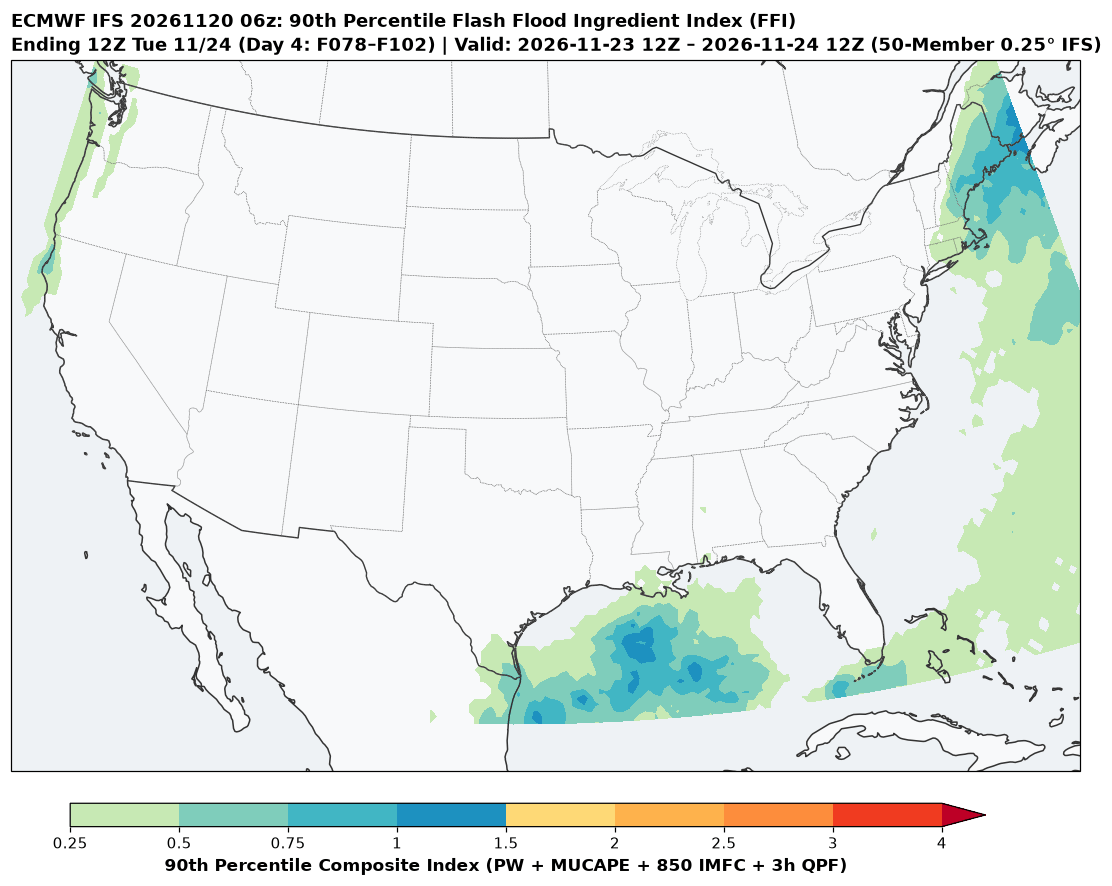 ECMWF IFS 20261120 06z: 90th Percentile Flash Flood Ingredient Index (FFI)
Ending 12Z Tue 11/24 (Day 4: F078–F102) | Valid: 2026-11-23 12Z – 2026-11-24 12Z (50-Member 0.25° IFS)
0.25 0.5 0.75 1 1.5 2 2.5 3 4
90th Percentile Composite Index (PW + MUCAPE + 850 IMFC + 3h QPF)